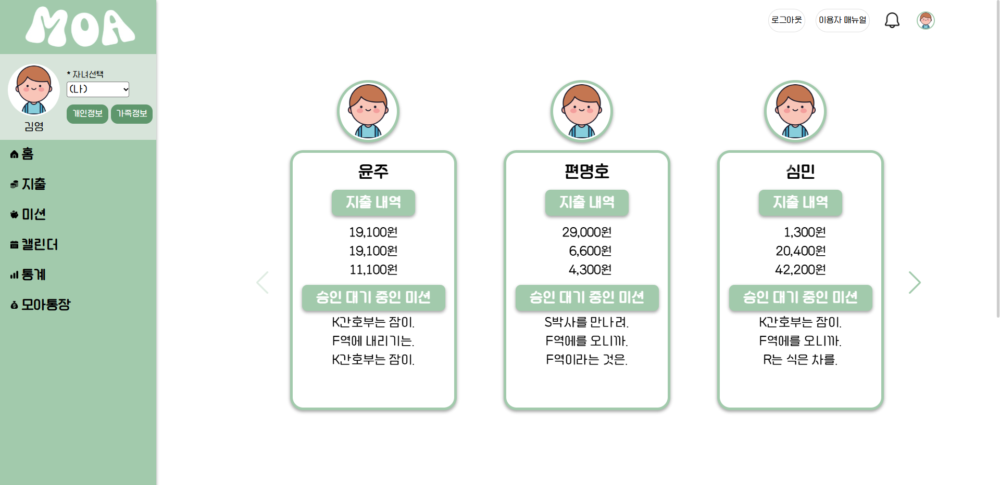 MOA
로그아웃
이용자 매뉴얼
* 자녀선택
(나)
개인정보 가족정보
김영
홈
지출
미션
캘린더
통계
모아통장
윤주
지출 내역
19,100원
19,100원
11,100원
승인 대기 중인 미션
K간호부는 잠이.
F역에 내리기는.
K간호부는 잠이.
편명호
지출 내역
29,000원
6,600원
4,300원
승인 대기 중인 미션
S박사를 만나려.
F역에를 오니까.
F역이라는 것은.
심민
지출 내역
1,300원
20,400원
42,200원
승인 대기 중인 미션
K간호부는 잠이.
F역에를 오니까.
R는 식은 차를.